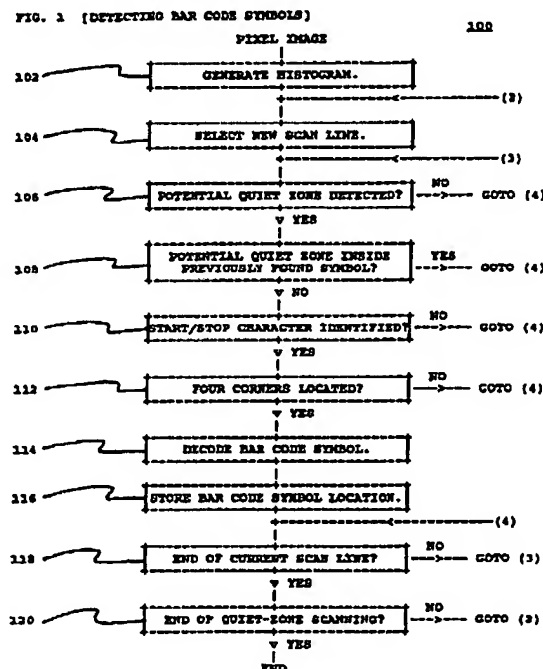 FIG. 1 [DETECTING BAR CODE SYMBOLS]
100
PIXEL IMAGE
102
GENERATE HISTOGRAM.
(2)
104
SELECT NEW SCAN LINE.
(3)
106
POTENTIAL QUIET ZONE DETECTED?
NO
GOTO (4)
YES
108
POTENTIAL QUIET ZONE INSIDE
PREVIOUSLY FOUND SYMBOL?
YES
GOTO (4)
NO
110
START/STOP CHARACTER IDENTIFIED?
NO
GOTO (4)
YES
112
FOUR CORNERS LOCATED?
NO
GOTO (4)
YES
114
DECODE BAR CODE SYMBOL.
116
STORE BAR CODE SYMBOL LOCATION.
(4)
118
END OF CURRENT SCAN LINE?
NO
GOTO (3)
YES
120
END OF QUIET-ZONE SCANNING?
NO
GOTO (2)
YES
END